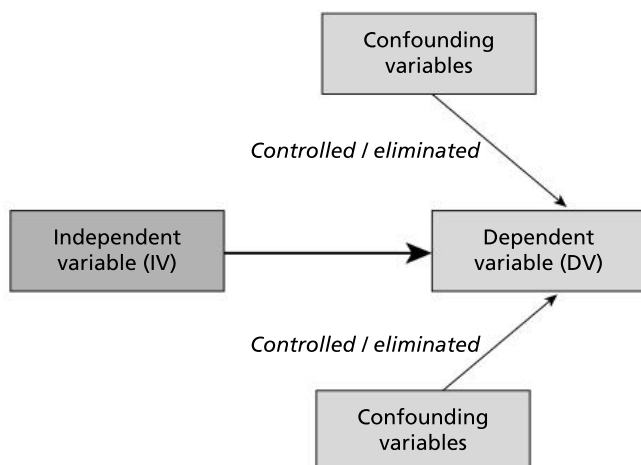 Confounding
variables
Controlled / eliminated
Independent
variable (IV)
Dependent
variable (DV)
Controlled / eliminated
Confounding
variables